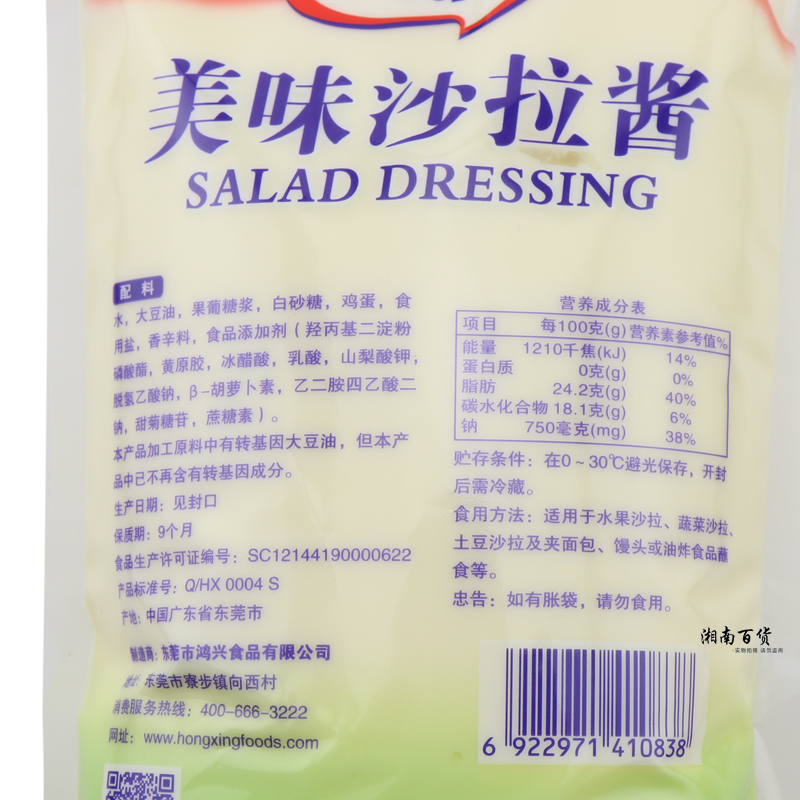 美味沙拉酱
SALAD DRESSING
配料
水，大豆油，果葡糖浆，白砂糖，鸡蛋，食
用盐，香辛料，食品添加剂（羟丙基二淀粉
磷酸酯，黄原胶，冰醋酸，乳酸，山梨酸钾，
脱氢乙酸钠，β-胡萝卜素，乙二胺四乙酸二
钠，甜菊糖苷，蔗糖素）。
本产品加工原料中有转基因大豆油，但本产
品中已不再含有转基因成分。
生产日期：见封口
保质期：9个月
食品生产许可证编号：SC12144190000622
产品标准号：Q/HX 0004 S
产地：中国广东省东莞市
制造商：东莞市鸿兴食品有限公司
地址：东莞市寮步镇向西村
消费服务热线：400-666-3222
网址：www.hongxingfoods.com
营养成分表
项目 每100克(g) 营养素参考值%
能量 1210千焦(kJ) 14%
蛋白质 0克(g) 0%
脂肪 24.2克(g) 40%
碳水化合物 18.1克(g) 6%
钠 750毫克(mg) 38%
贮存条件：在0～30℃避光保存，开封
后需冷藏。
食用方法：适用于水果沙拉、蔬菜沙拉、
土豆沙拉及夹面包、馒头或油炸食品蘸
食等。
忠告：如有胀袋，请勿食用。
湘南百货
·实物拍摄 请勿盗用
6 922971 410838